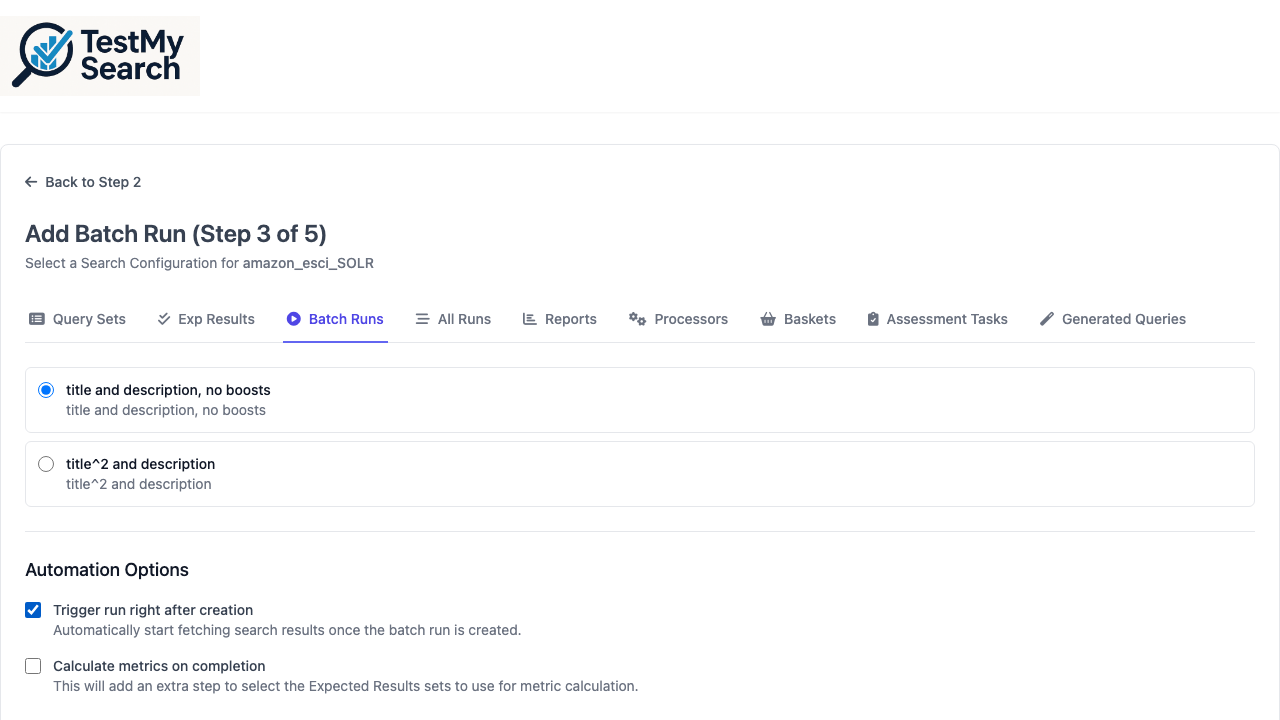 TestMy
Search
Back to Step 2
Add Batch Run (Step 3 of 5)
Select a Search Configuration for amazon_esci_SOLR
Query Sets Exp Results Batch Runs All Runs Reports Processors Baskets Assessment Tasks Generated Queries
title and description, no boosts
title and description, no boosts
title^2 and description
title^2 and description
Automation Options
Trigger run right after creation
Automatically start fetching search results once the batch run is created.
Calculate metrics on completion
This will add an extra step to select the Expected Results sets to use for metric calculation.